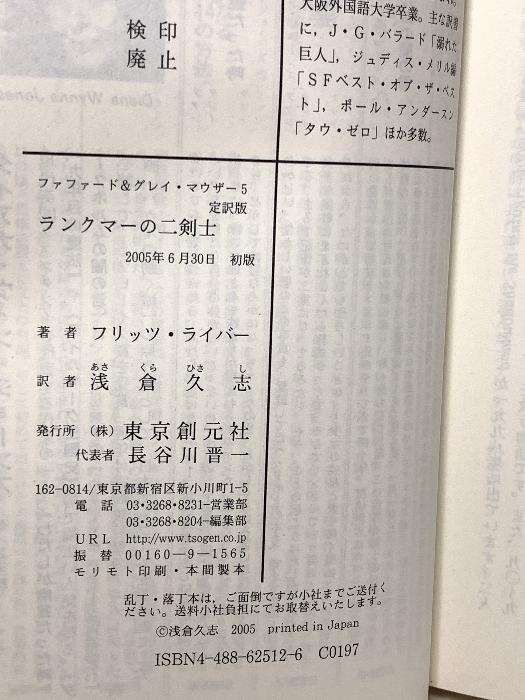 大阪外国語大学卒業。主な訳書
に，J・G・バラード「溺れた
巨人」，ジュディス・メリル編
「SFベスト・オブ・ザ・ベス
ト」，ポール・アンダースン
「タウ・ゼロ」ほか多数。
検印
廃止
ファファード＆グレイ・マウザー5
定訳版
ランクマーの二剣士
2005年6月30日 初版
著者 フリッツ・ライバー
あさ くら ひさ し
訳者 浅倉久志
発行所 (株) 東京創元社
代表者 長谷川晋一
162-0814/東京都新宿区新小川町1-5
電話 03・3268・8231-営業部
03・3268・8204-編集部
URL http://www.tsogen.co.jp
振替 00160-9-1565
モリモト印刷・本間製本
乱丁・落丁本は，ご面倒ですが小社までご送付く
ださい。送料小社負担にてお取替えいたします。
©浅倉久志 2005 printed in Japan
ISBN4-488-62512-6 C0197